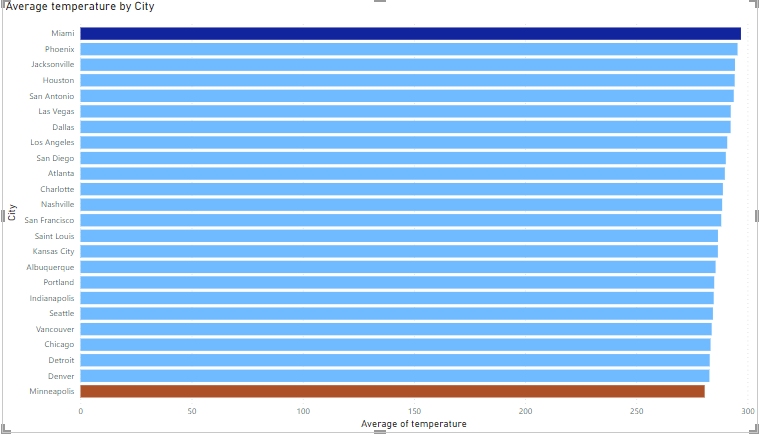 Average temperature by City
Miami
Phoenix
Jacksonville
Houston
San Antonio
Las Vegas
Dallas
Los Angeles
San Diego
Atlanta
Charlotte
Nashville
San Francisco
Saint Louis
Kansas City
Albuquerque
Portland
Indianapolis
Seattle
Vancouver
Chicago
Detroit
Denver
Minneapolis
City
0 50 100 150 200 250 300
Average of temperature